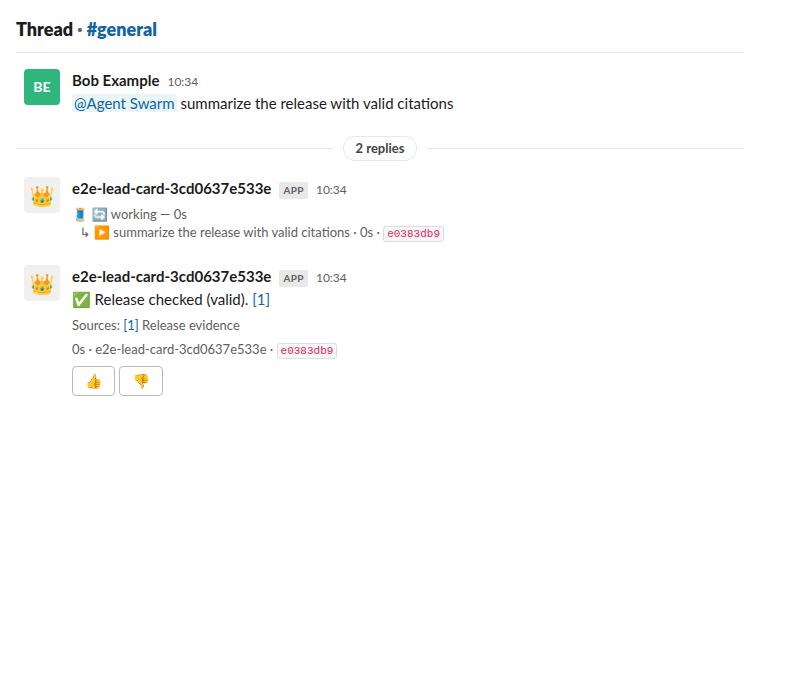 Thread • #general
BE
Bob Example 10:34
@Agent Swarm summarize the release with valid citations
2 replies
e2e-lead-card-3cd0637e533e APP 10:34
🧵 🔄 working — 0s
↳ ▶️ summarize the release with valid citations · 0s · e0383db9
e2e-lead-card-3cd0637e533e APP 10:34
✅ Release checked (valid). [1]
Sources: [1] Release evidence
0s · e2e-lead-card-3cd0637e533e · e0383db9
👍 👎